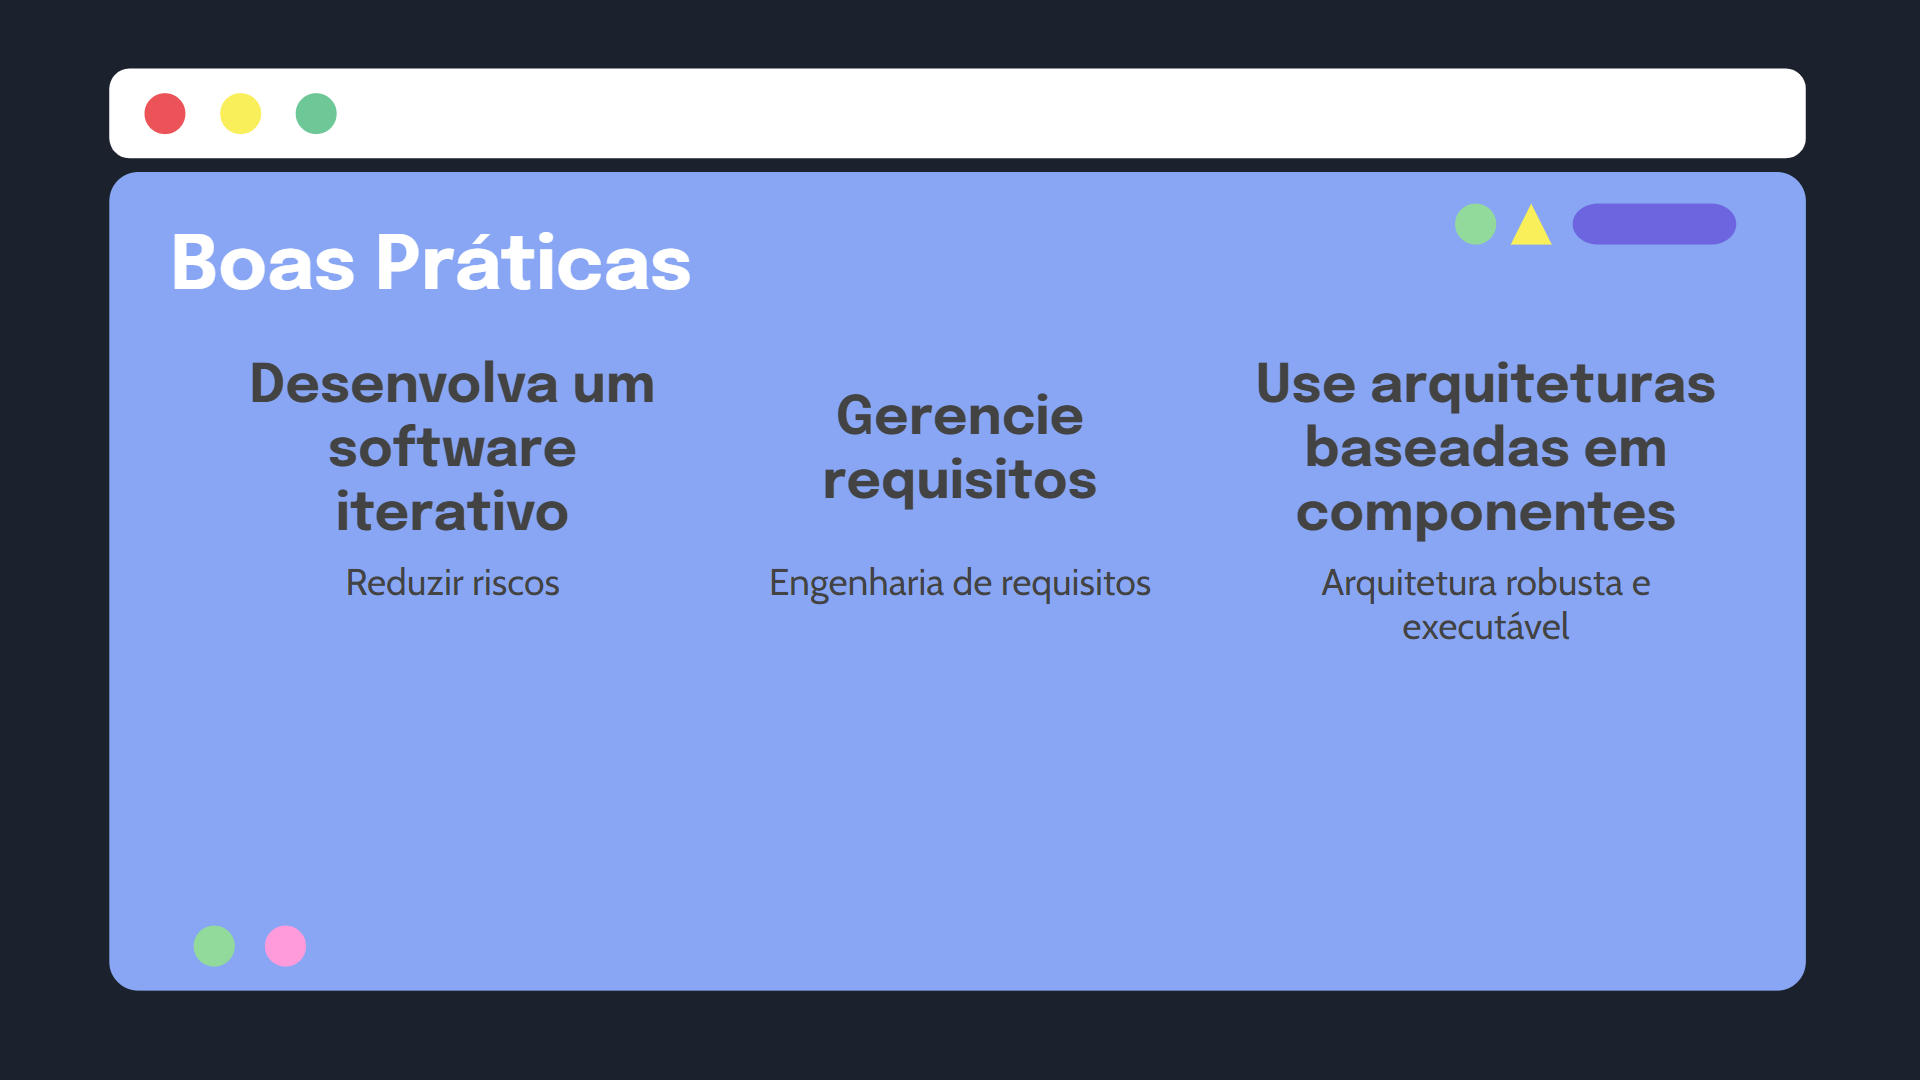 Boas Práticas
Desenvolva um
software
iterativo
Reduzir riscos
Gerencie
requisitos
Engenharia de requisitos
Use arquiteturas
baseadas em
componentes
Arquitetura robusta e
executável